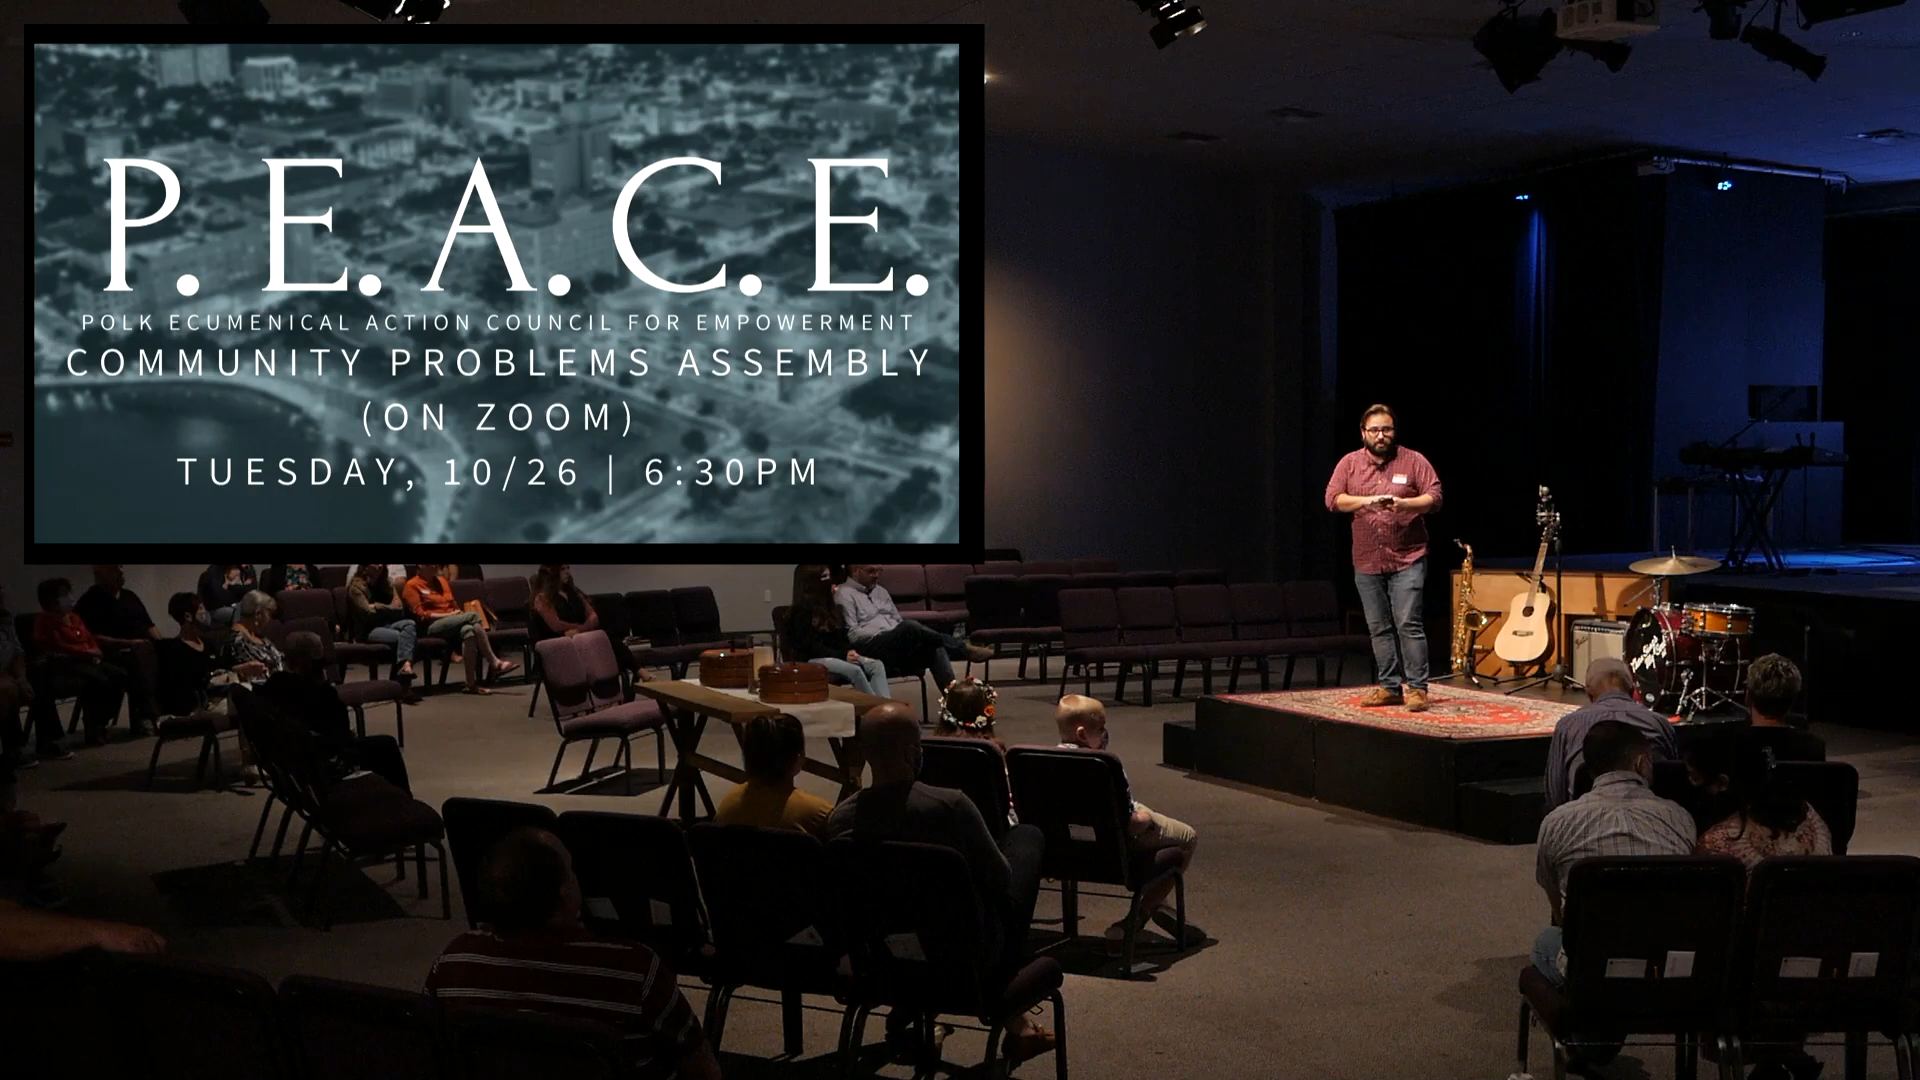 P. E. A. C. E.
POLK ECUMENICAL ACTION COUNCIL FOR EMPOWERMENT
COMMUNITY PROBLEMS ASSEMBLY
(ON ZOOM)
TUESDAY, 10/26 | 6:30PM